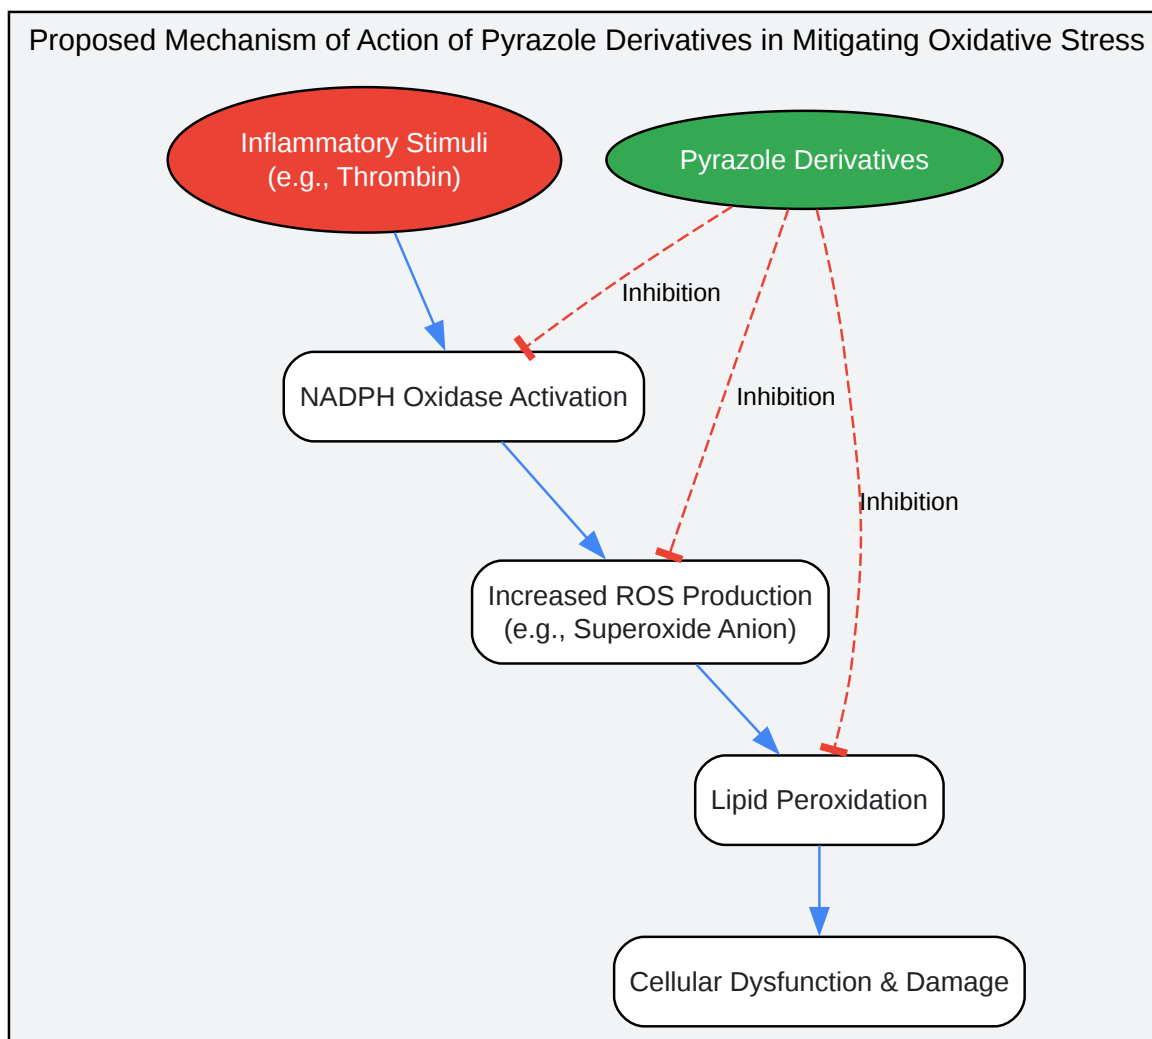 Proposed Mechanism of Action of Pyrazole Derivatives in Mitigating Oxidative Stress
Inflammatory Stimuli
(e.g., Thrombin)
Pyrazole Derivatives
Inhibition
NADPH Oxidase Activation
Inhibition
Inhibition
Increased ROS Production
(e.g., Superoxide Anion)
Lipid Peroxidation
Cellular Dysfunction & Damage